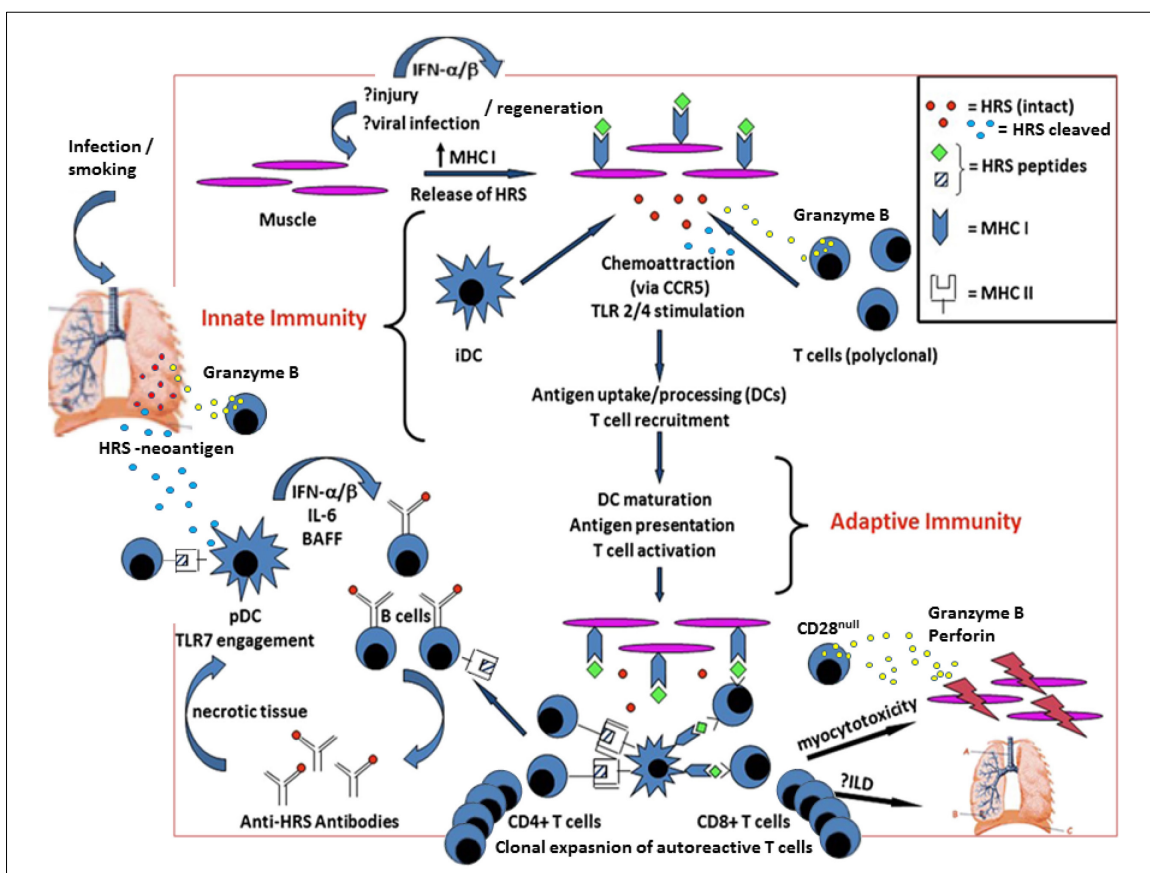 IFN-α/β
?injury
?viral infection
/ regeneration
MHC I
Release of HRS
Muscle
Infection /
smoking
= HRS (intact)
= HRS cleaved
= HRS peptides
= MHC I
= MHC II
Granzyme B
Chemoattraction
(via CCR5)
TLR 2/4 stimulation
T cells (polyclonal)
iDC
Innate Immunity
Granzyme B
HRS -neoantigen
Antigen uptake/processing (DCs)
T cell recruitment
DC maturation
Antigen presentation
T cell activation
Adaptive Immunity
IFN-α/β
IL-6
BAFF
pDC
TLR7 engagement
B cells
necrotic tissue
Anti-HRS Antibodies
CD28null
Granzyme B
Perforin
myocytotoxicity
?ILD
A
B
C
CD4+ T cells
CD8+ T cells
Clonal expasnion of autoreactive T cells